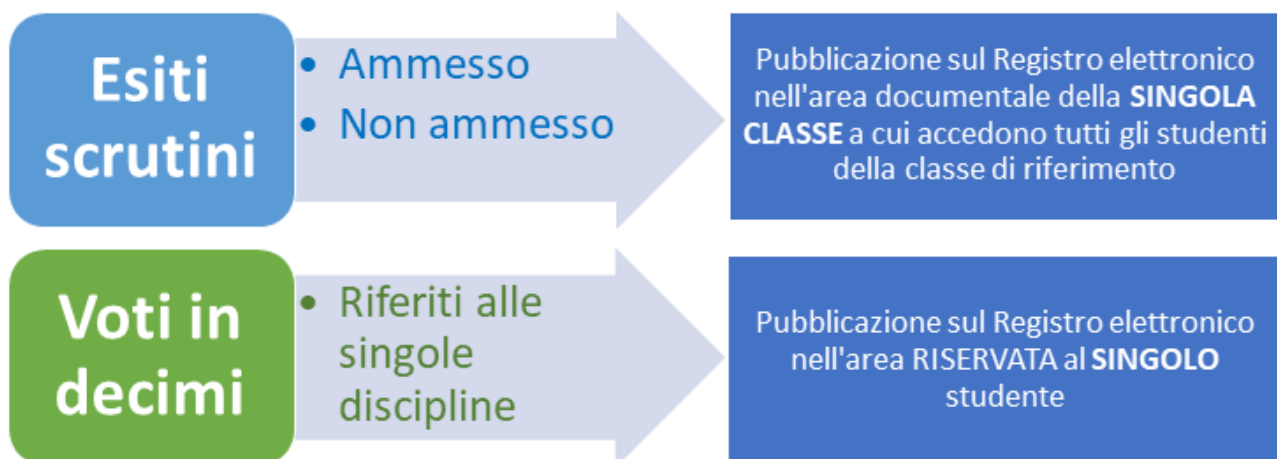 Esiti
scrutini
• Ammesso
• Non ammesso
Pubblicazione sul Registro elettronico
nell'area documentale della SINGOLA
CLASSE a cui accedono tutti gli studenti
della classe di riferimento
Voti in
decimi
• Riferiti alle
singole
discipline
Pubblicazione sul Registro elettronico
nell'area RISERVATA al SINGOLO
studente